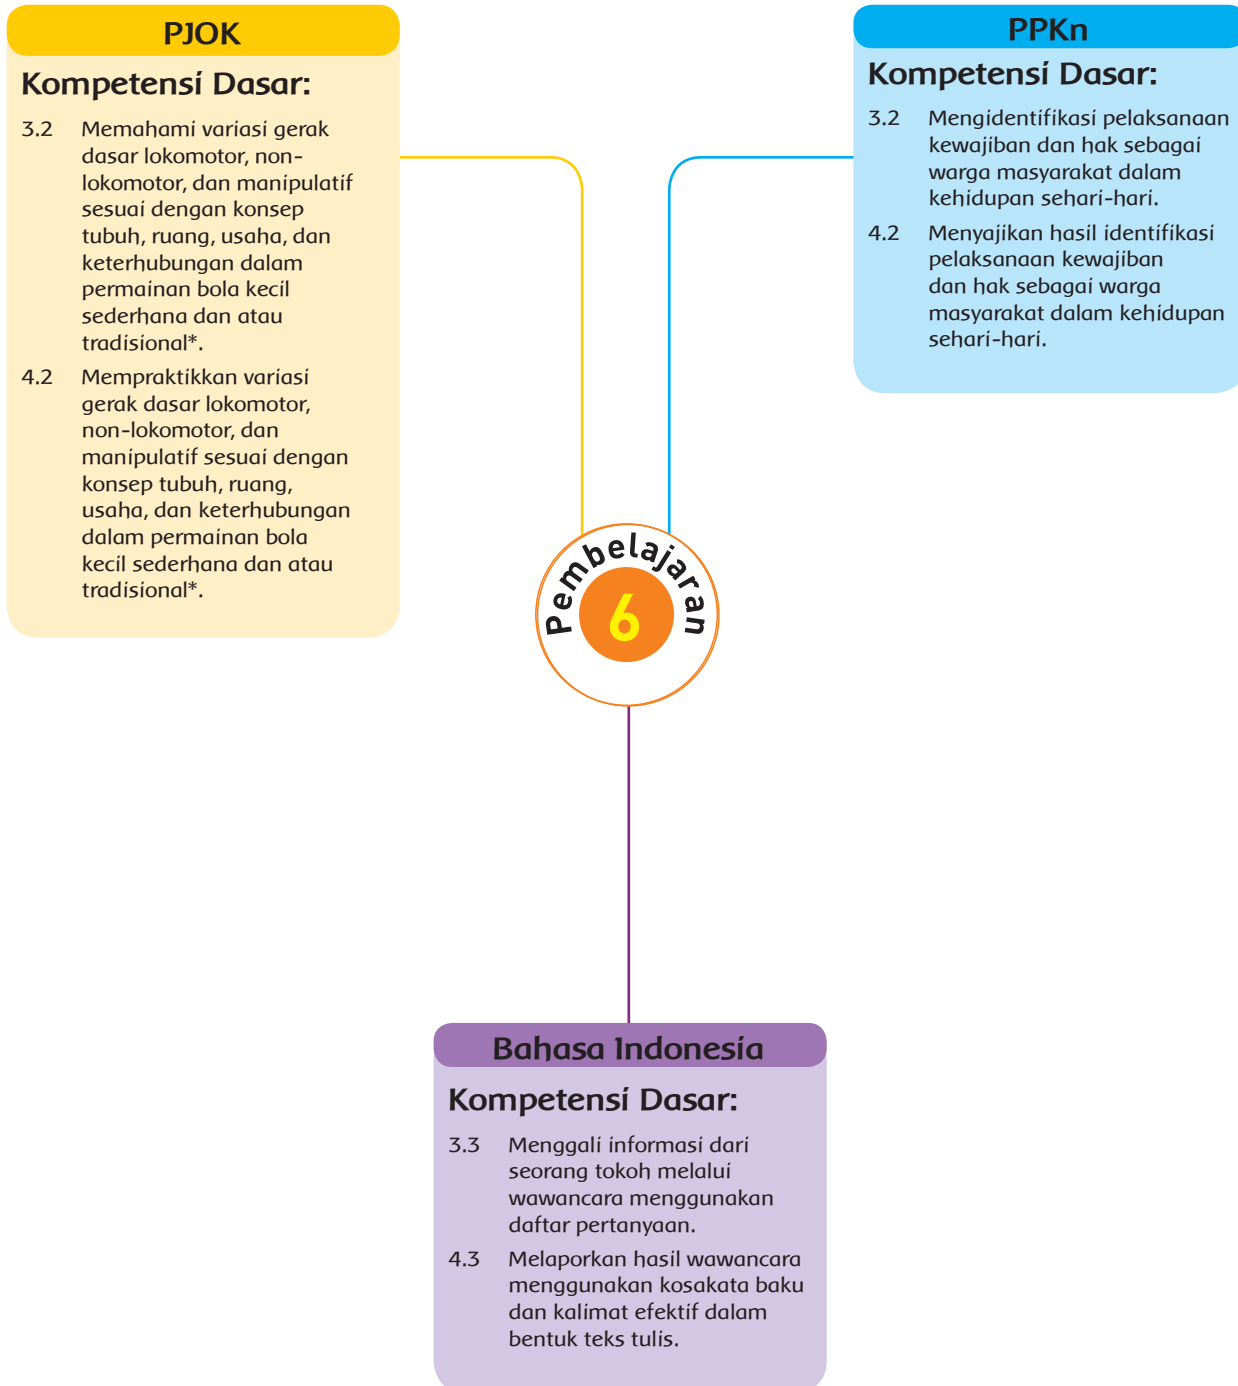 PJOK
Kompetensi Dasar:
3.2 Memahami variasi gerak
dasar lokomotor, non-
lokomotor, dan manipulatif
sesuai dengan konsep
tubuh, ruang, usaha, dan
keterhubungan dalam
permainan bola kecil
sederhana dan atau
tradisional*.
4.2 Mempraktikkan variasi
gerak dasar lokomotor,
non-lokomotor, dan
manipulatif sesuai dengan
konsep tubuh, ruang,
usaha, dan keterhubungan
dalam permainan bola
kecil sederhana dan atau
tradisional*.
PPKn
Kompetensi Dasar:
3.2 Mengidentifikasi pelaksanaan
kewajiban dan hak sebagai
warga masyarakat dalam
kehidupan sehari-hari.
4.2 Menyajikan hasil identifikasi
pelaksanaan kewajiban
dan hak sebagai warga
masyarakat dalam kehidupan
sehari-hari.
Pembelajaran
6
Bahasa Indonesia
Kompetensi Dasar:
3.3 Menggali informasi dari
seorang tokoh melalui
wawancara menggunakan
daftar pertanyaan.
4.3 Melaporkan hasil wawancara
menggunakan kosakata baku
dan kalimat efektif dalam
bentuk teks tulis.